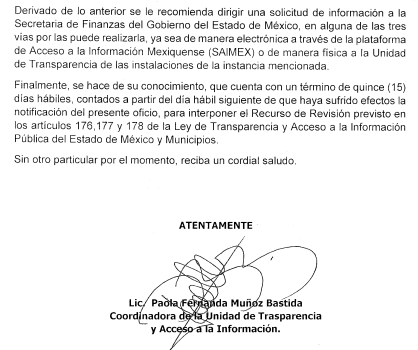 Derivado de lo anterior se le recomienda dirigir una solicitud de información a la
Secretaria de Finanzas del Gobierno del Estado de México, en alguna de las tres
vias por las puede realizarla, ya sea de manera electrónica a través de la plataforma
de Acceso a la Información Mexiquense (SAIMEX) o de manera física a la Unidad
de Transparencia de las instalaciones de la instancia mencionada.
Finalmente, se hace de su conocimiento, que cuenta con un término de quince (15)
días hábiles, contados a partir del día hábil siguiente de que haya sufrido efectos la
notificación del presente oficio, para interponer el Recurso de Revisión previsto en
los artículos 176,177 y 178 de la Ley de Transparencia y Acceso a la Información
Pública del Estado de México y Municipios.
Sin otro particular por el momento, reciba un cordial saludo.
ATENTAMENTE
Lic. Paola Fernanda Muñoz Bastida
Coordinadora de la Unidad de Trasparencia
y Acceso a la Información.